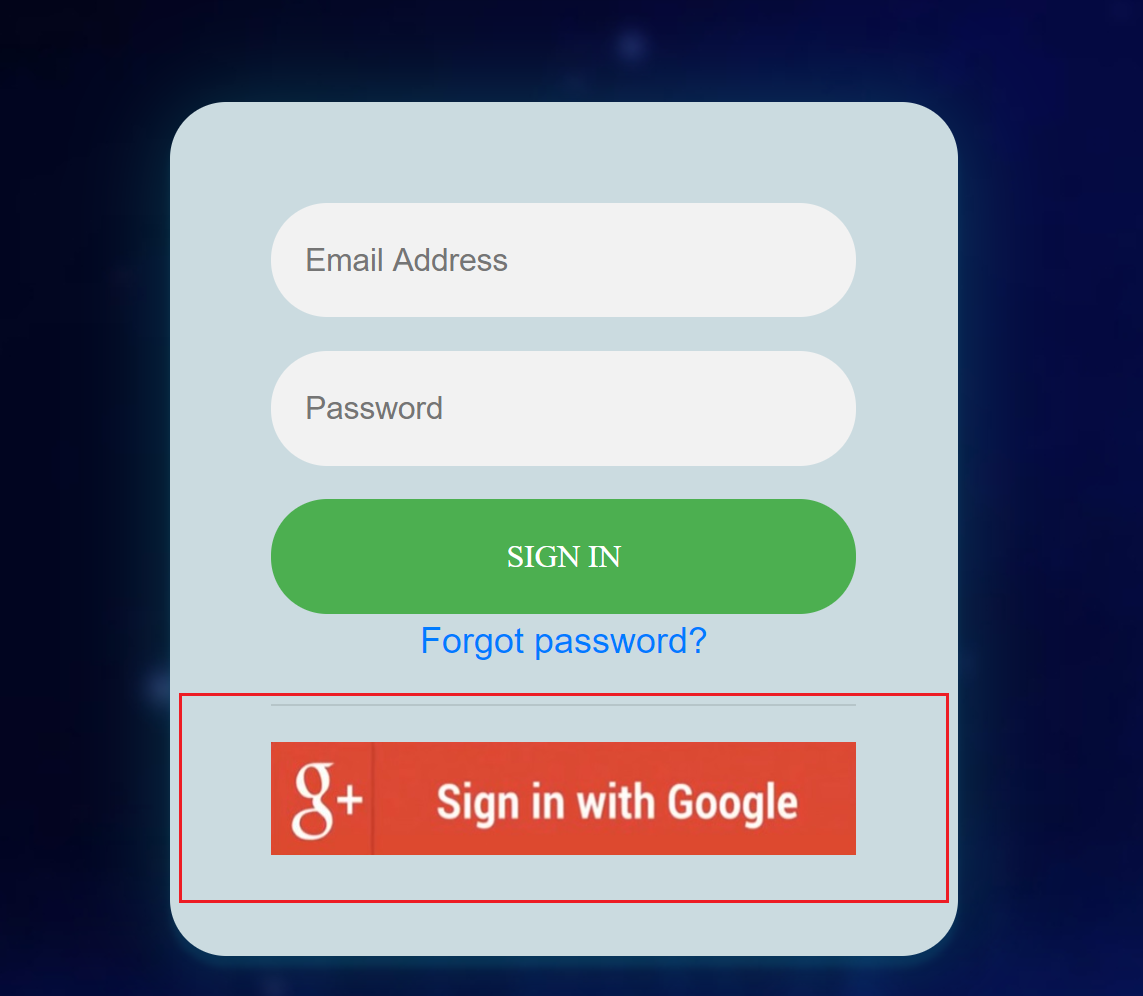 Email Address
Password
SIGN IN
Forgot password?
g+ Sign in with Google